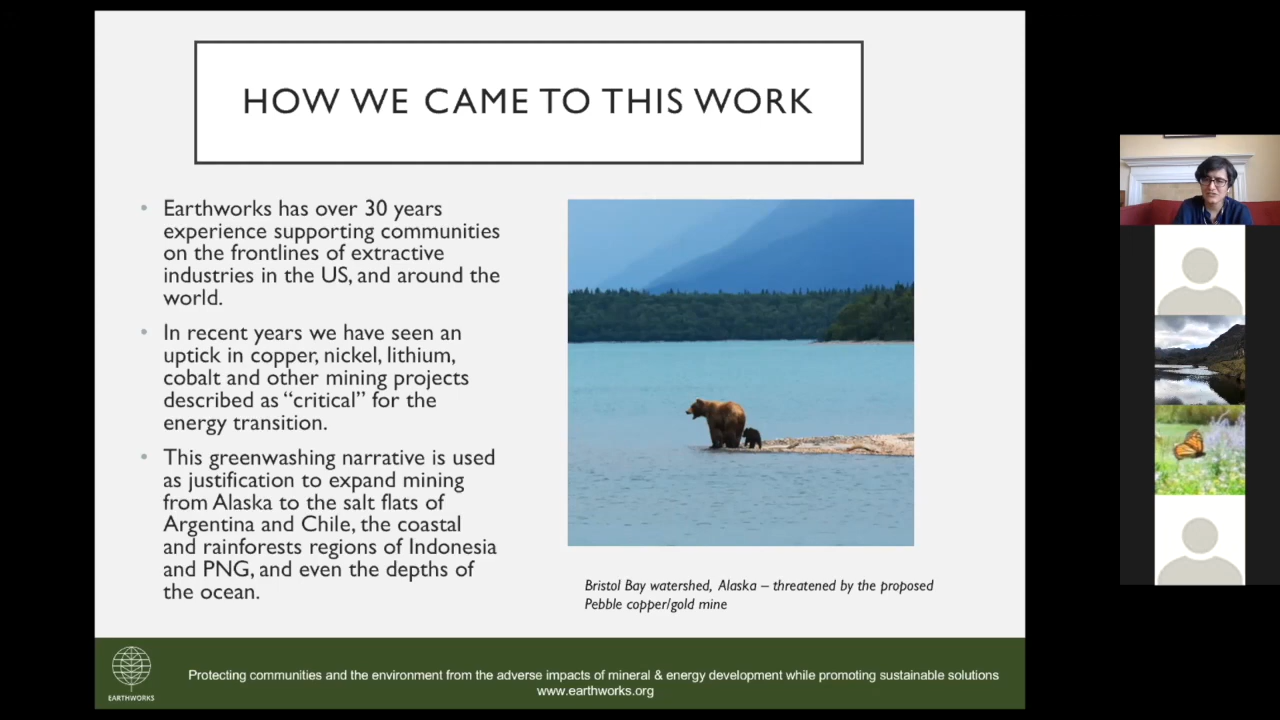 HOW WE CAME TO THIS WORK
• Earthworks has over 30 years
experience supporting communities
on the frontlines of extractive
industries in the US, and around the
world.
• In recent years we have seen an
uptick in copper, nickel, lithium,
cobalt and other mining projects
described as “critical” for the
energy transition.
• This greenwashing narrative is used
as justification to expand mining
from Alaska to the salt flats of
Argentina and Chile, the coastal
and rainforests regions of Indonesia
and PNG, and even the depths of
the ocean.
Bristol Bay watershed, Alaska – threatened by the proposed
Pebble copper/gold mine
EARTHWORKS
Protecting communities and the environment from the adverse impacts of mineral & energy development while promoting sustainable solutions
www.earthworks.org